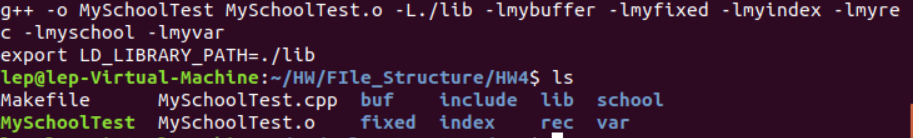 g++ -o MySchoolTest MySchoolTest.o -L./lib -lmybuffer -lmyfixed -lmyindex -lmyre
c -lmyschool -lmyvar
export LD_LIBRARY_PATH=./lib
lep@lep-Virtual-Machine:~/HW/FIle_Structure/HW4$ ls
Makefile MySchoolTest.cpp buf include lib school
MySchoolTest MySchoolTest.o fixed index rec var